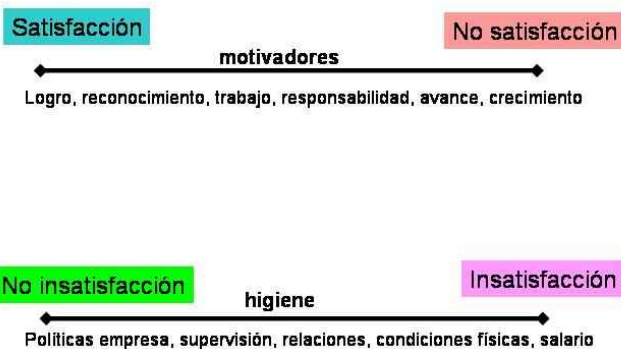 Satisfacción
No satisfacción
motivadores
Logro, reconocimiento, trabajo, responsabilidad, avance, crecimiento
No insatisfacción
Insatisfacción
higiene
Políticas empresa, supervisión, relaciones, condiciones físicas, salario